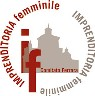 IMPRENDITORIA femminile
IMPRENDITORIA femminile
if
Comitato Ferrara